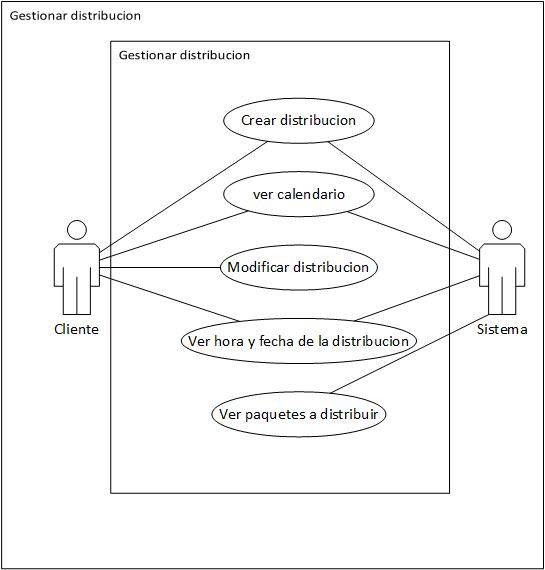 Gestionar distribucion
Gestionar distribucion
Crear distribucion
ver calendario
Modificar distribucion
Cliente
Sistema
Ver hora y fecha de la distribucion
Ver paquetes a distribuir